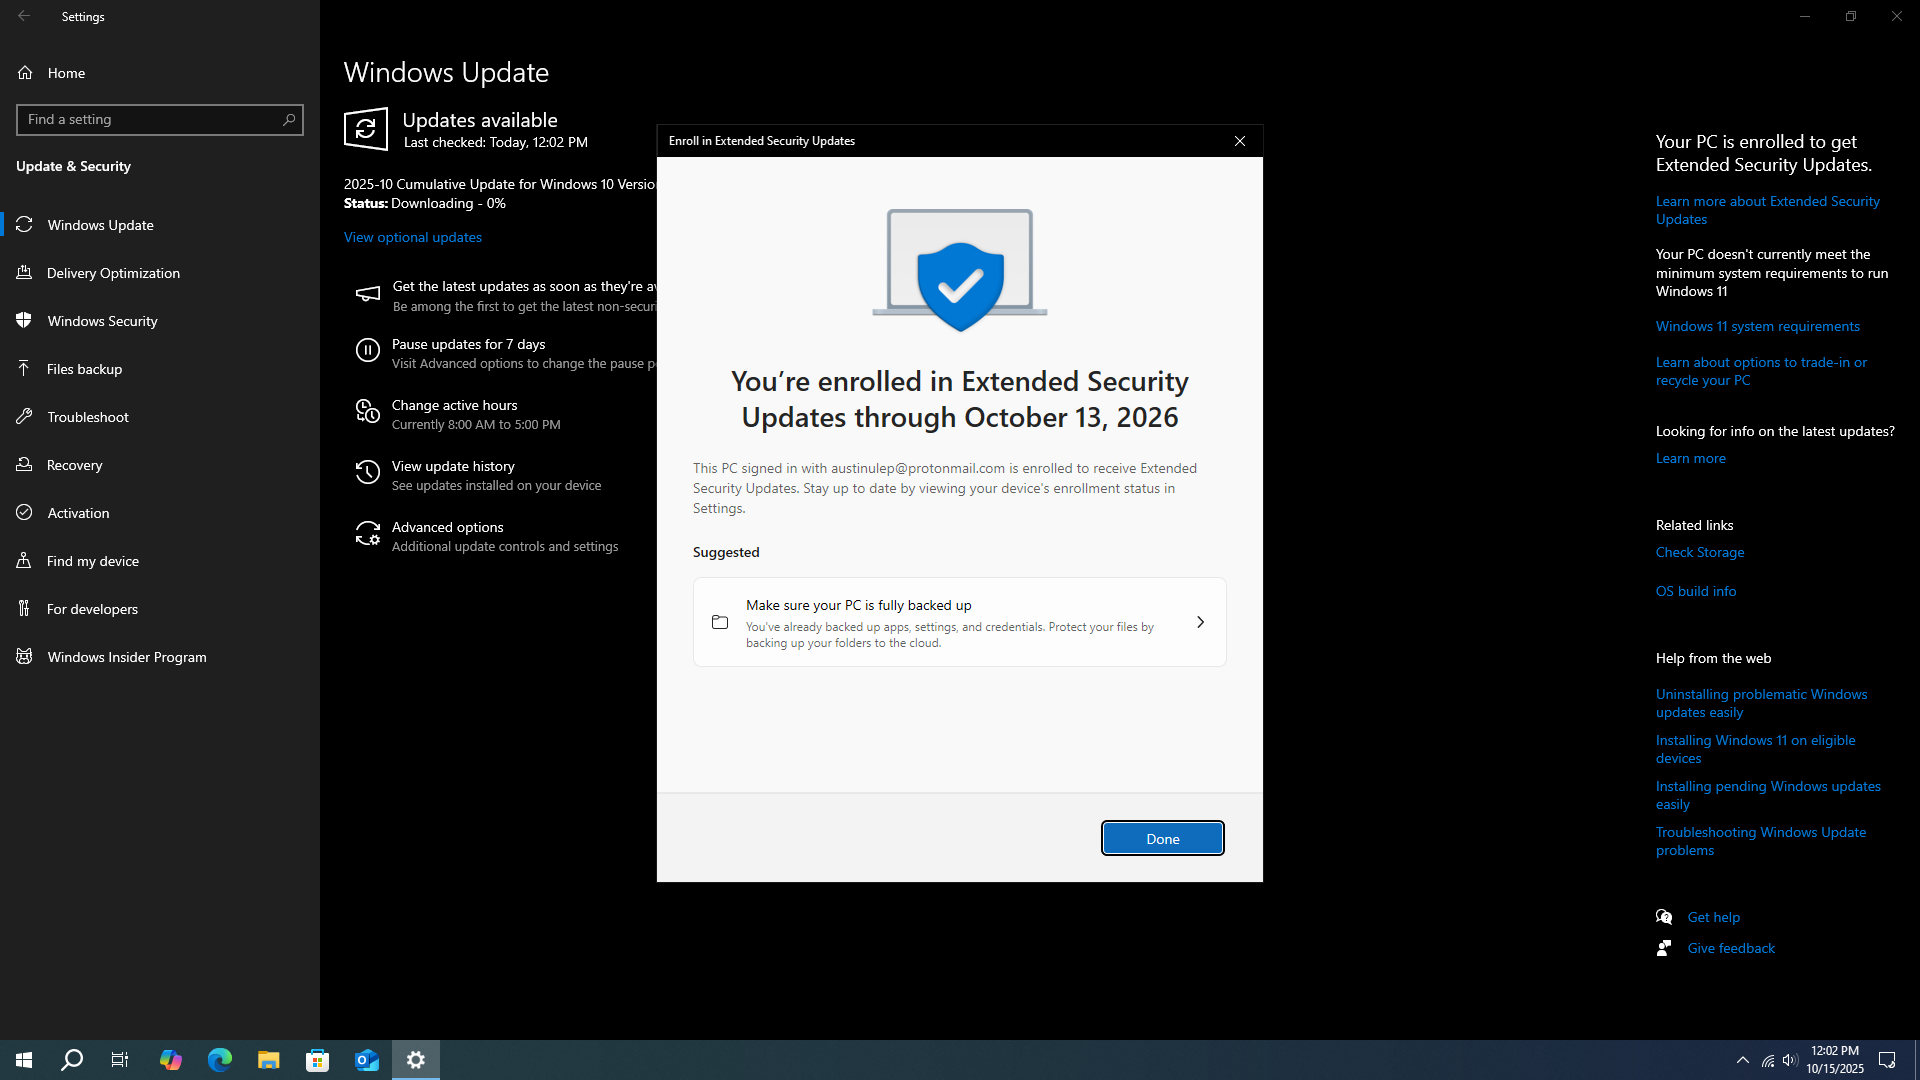 Settings
Home
Find a setting
Update & Security
Windows Update
Delivery Optimization
Windows Security
Files backup
Troubleshoot
Recovery
Activation
Find my device
For developers
Windows Insider Program
Windows Update
Updates available
Last checked: Today, 12:02 PM
2025-10 Cumulative Update for Windows 10 Versio
Status: Downloading - 0%
View optional updates
Get the latest updates as soon as they're av
Be among the first to get the latest non-securi
Pause updates for 7 days
Visit Advanced options to change the pause p
Change active hours
Currently 8:00 AM to 5:00 PM
View update history
See updates installed on your device
Advanced options
Additional update controls and settings
Enroll in Extended Security Updates
You’re enrolled in Extended Security
Updates through October 13, 2026
This PC signed in with austinulep@protonmail.com is enrolled to receive Extended
Security Updates. Stay up to date by viewing your device's enrollment status in
Settings.
Suggested
Make sure your PC is fully backed up
You've already backed up apps, settings, and credentials. Protect your files by
backing up your folders to the cloud.
Done
Your PC is enrolled to get
Extended Security Updates.
Learn more about Extended Security
Updates
Your PC doesn't currently meet the
minimum system requirements to run
Windows 11
Windows 11 system requirements
Learn about options to trade-in or
recycle your PC
Looking for info on the latest updates?
Learn more
Related links
Check Storage
OS build info
Help from the web
Uninstalling problematic Windows
updates easily
Installing Windows 11 on eligible
devices
Installing pending Windows updates
easily
Troubleshooting Windows Update
problems
Get help
Give feedback
12:02 PM
10/15/2025